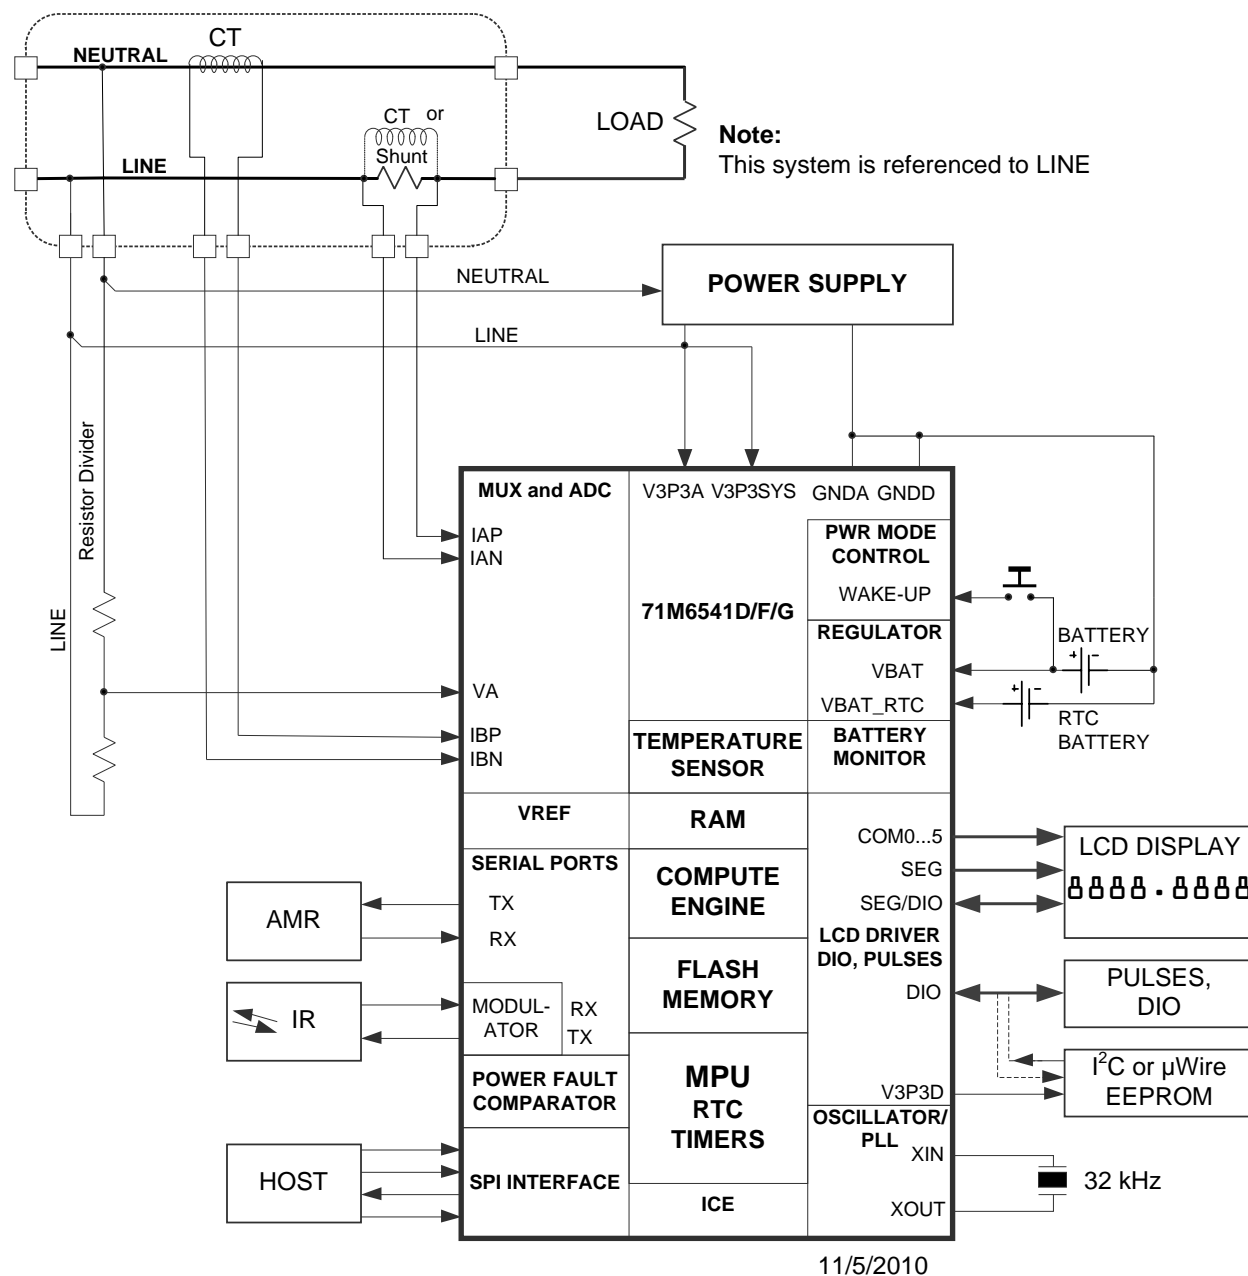 CT
NEUTRAL
CT or
Shunt
LOAD
LINE
Note:
This system is referenced to LINE
NEUTRAL
POWER SUPPLY
LINE
Resistor Divider
LINE
MUX and ADC
V3P3A V3P3SYS GNDA GNDD
IAP
IAN
PWR MODE
CONTROL
WAKE-UP
71M6541D/F/G
REGULATOR
BATTERY
VBAT
VA
VBAT_RTC
RTC
BATTERY
IBP
IBN
TEMPERATURE
SENSOR
BATTERY
MONITOR
VREF
RAM
COM0...5
LCD DISPLAY
SERIAL PORTS
COMPUTE
ENGINE
SEG
TX
SEG/DIO
AMR
RX
LCD DRIVER
DIO, PULSES
FLASH
MEMORY
DIO
PULSES,
DIO
IR
MODUL-
ATOR
RX
TX
I²C or µWire
EEPROM
POWER FAULT
COMPARATOR
MPU
RTC
TIMERS
V3P3D
OSCILLATOR/
PLL
XIN
HOST
SPI INTERFACE
32 kHz
ICE
XOUT
11/5/2010